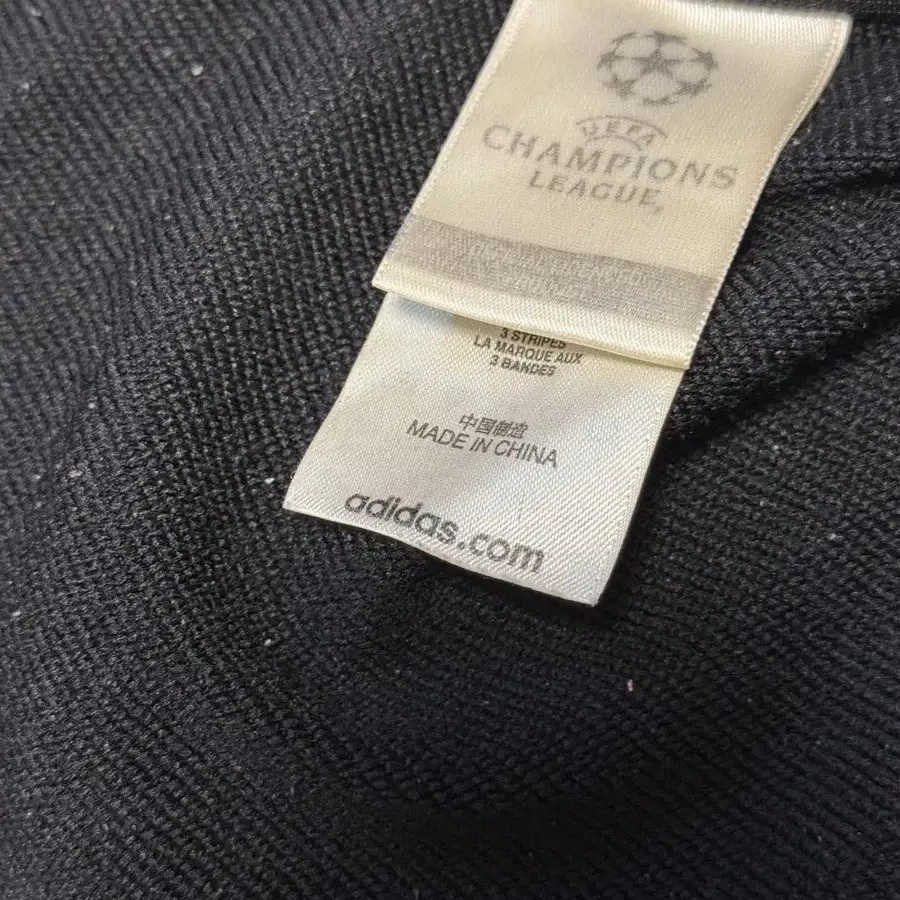 UEFA
CHAMPIONS
LEAGUE
3 STRIPES
LA MARQUE AUX
3 BANDES
中国制造
MADE IN CHINA
adidas.com